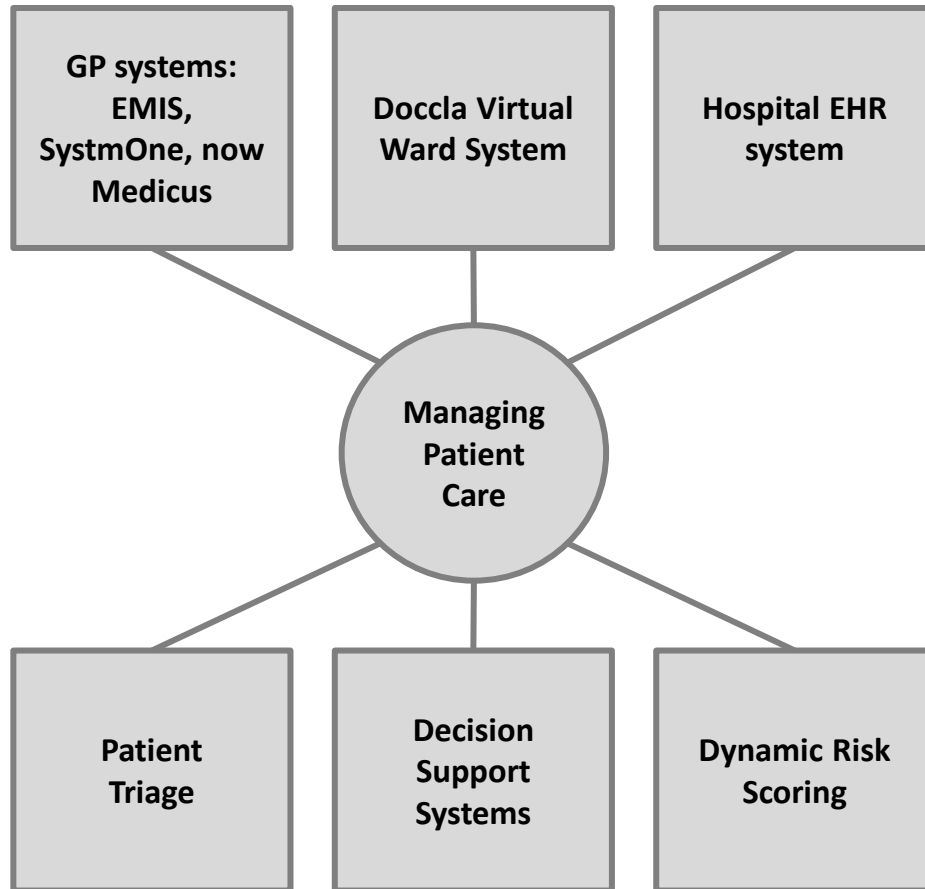 GP systems:
EMIS,
SystmOne, now
Medicus
Doccla Virtual
Ward System
Hospital EHR
system
Managing
Patient
Care
Patient
Triage
Decision
Support
Systems
Dynamic Risk
Scoring